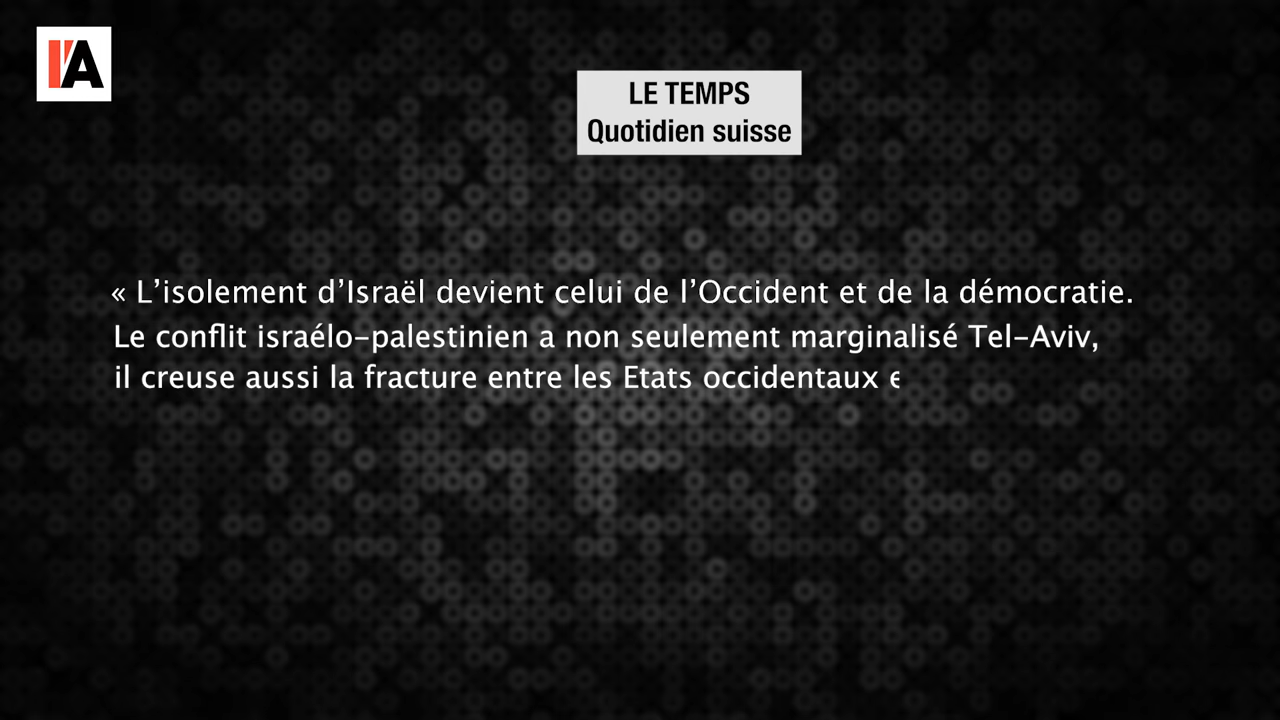 l'A
LE TEMPS
Quotidien suisse
« L’isolement d’Israël devient celui de l’Occident et de la démocratie.
Le conflit israélo-palestinien a non seulement marginalisé Tel-Aviv,
il creuse aussi la fracture entre les Etats occidentaux